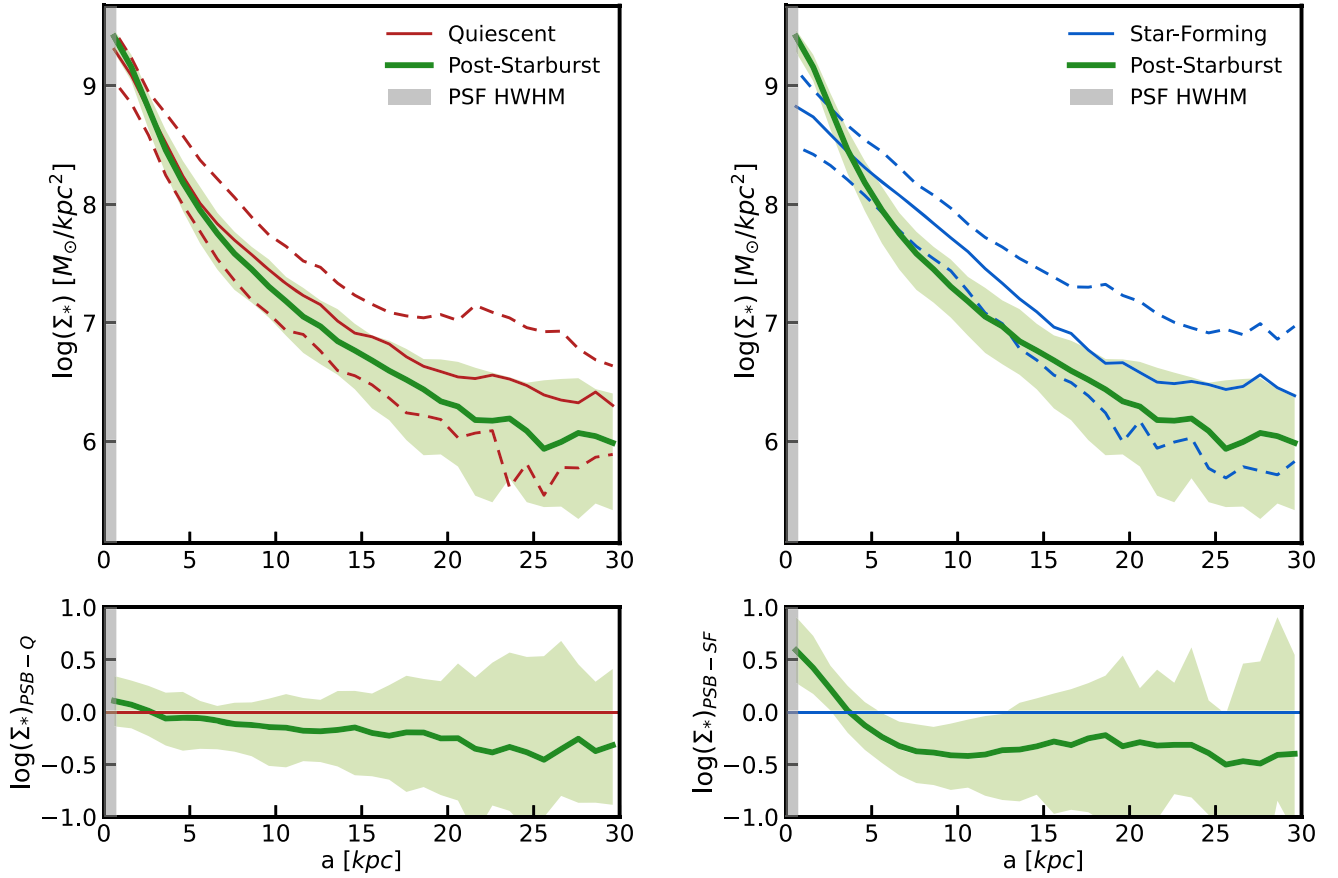 Quiescent
Post-Starburst
PSF HWHM
log(Σ*) [M⊙/kpc²]
9
8
7
6
0 5 10 15 20 25 30
Star-Forming
Post-Starburst
PSF HWHM
log(Σ*) [M⊙/kpc²]
9
8
7
6
0 5 10 15 20 25 30
log(Σ*)PSB−Q
1.0
0.5
0.0
−0.5
−1.0
0 5 10 15 20 25 30
a [kpc]
log(Σ*)PSB−SF
1.0
0.5
0.0
−0.5
−1.0
0 5 10 15 20 25 30
a [kpc]